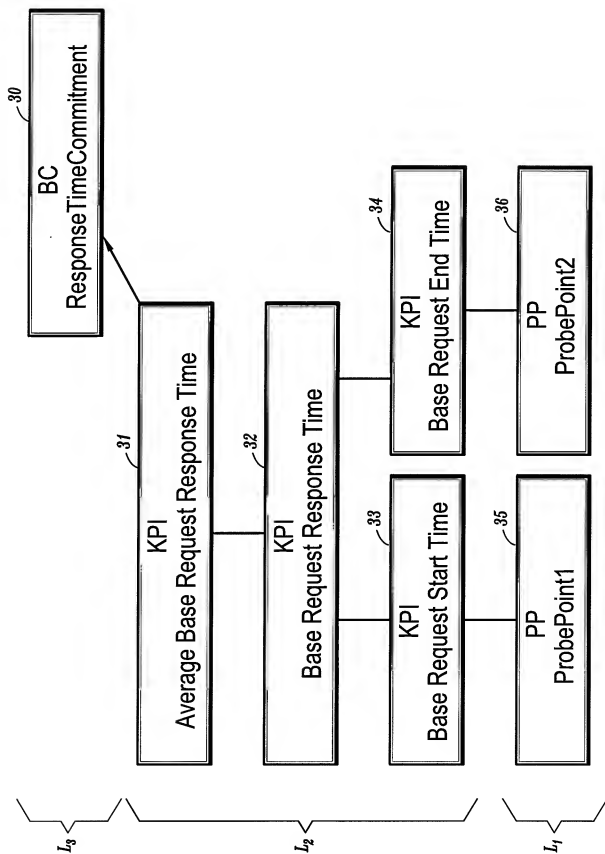 30
BC
ResponseTimeCommitment
L3
31
KPI
Average Base Request Response Time
32
KPI
Base Request Response Time
L2
33
KPI
Base Request Start Time
34
KPI
Base Request End Time
35
PP
ProbePoint1
36
PP
ProbePoint2
L1